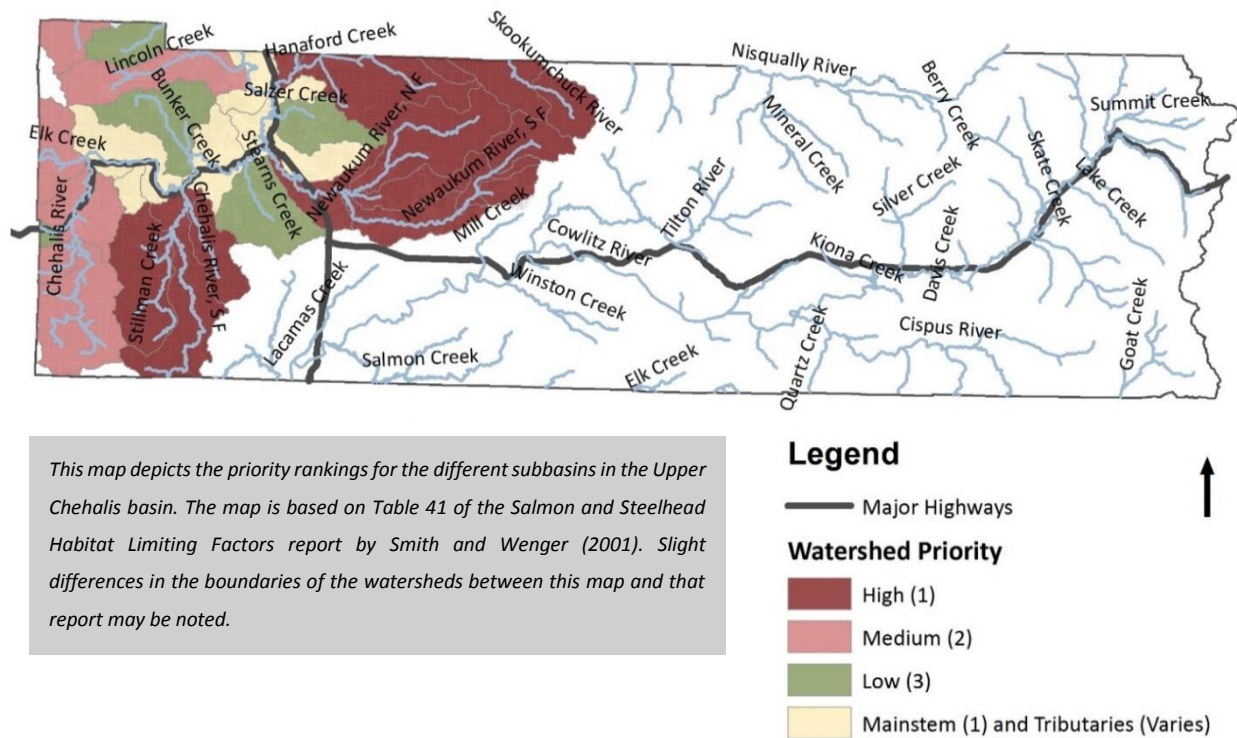 Lincoln Creek
Hanaford Creek
Skookumchuck River
Nisqually River
Berry Creek
Summit Creek
Bunker Creek
Salzer Creek
Newaukum River, N F
Mineral Creek
Elk Creek
Stearns Creek
Newaukum River, S F
Skate Creek
Lake Creek
Silver Creek
Chehalis River
Chehalis River, S F
Stillman Creek
Mill Creek
Tilton River
Cowlitz River
Kiona Creek
Davis Creek
Winston Creek
Lacamas Creek
Salmon Creek
Elk Creek
Quartz Creek
Cispus River
Goat Creek
This map depicts the priority rankings for the different subbasins in the Upper
Chehalis basin. The map is based on Table 41 of the Salmon and Steelhead
Habitat Limiting Factors report by Smith and Wenger (2001). Slight
differences in the boundaries of the watersheds between this map and that
report may be noted.
Legend
Major Highways
Watershed Priority
High (1)
Medium (2)
Low (3)
Mainstem (1) and Tributaries (Varies)